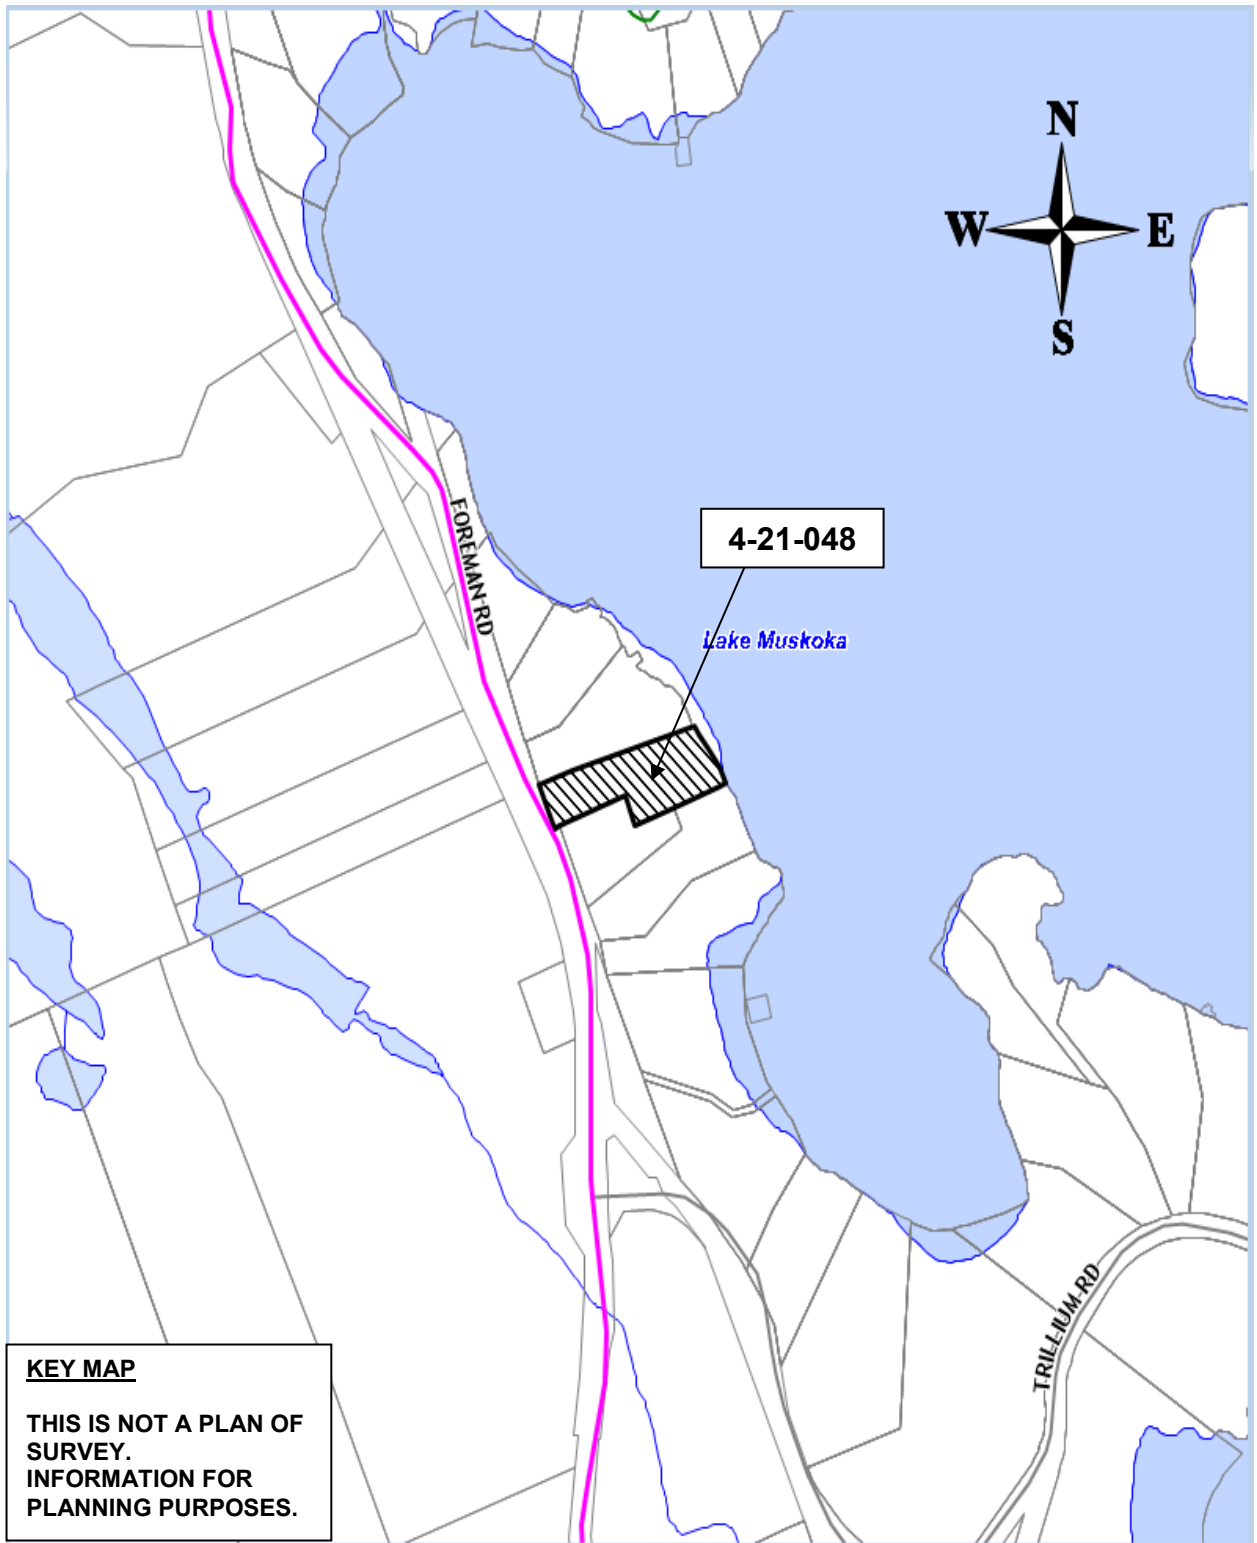 N
W E
S
4-21-048
FOREMAN RD
Lake Muskoka
TRILLIUM RD
KEY MAP
THIS IS NOT A PLAN OF
SURVEY.
INFORMATION FOR
PLANNING PURPOSES.